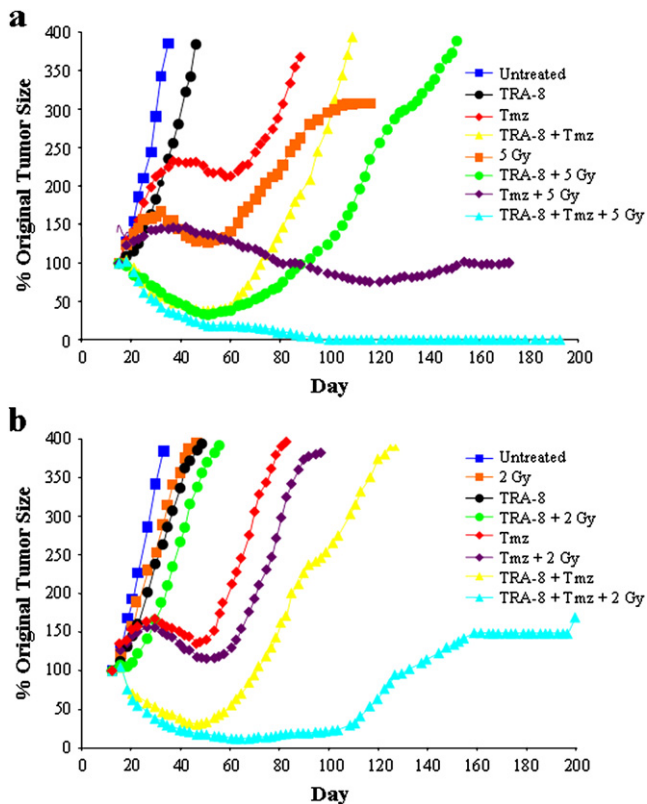 a
% Original Tumor Size
400
350
300
250
200
150
100
50
0
0 20 40 60 80 100 120 140 160 180 200
Day
Untreated
TRA-8
Tmz
TRA-8 + Tmz
5 Gy
TRA-8 + 5 Gy
Tmz + 5 Gy
TRA-8 + Tmz + 5 Gy
b
% Original Tumor Size
400
350
300
250
200
150
100
50
0
0 20 40 60 80 100 120 140 160 180 200
Day
Untreated
2 Gy
TRA-8
TRA-8 + 2 Gy
Tmz
Tmz + 2 Gy
TRA-8 + Tmz
TRA-8 + Tmz + 2 Gy